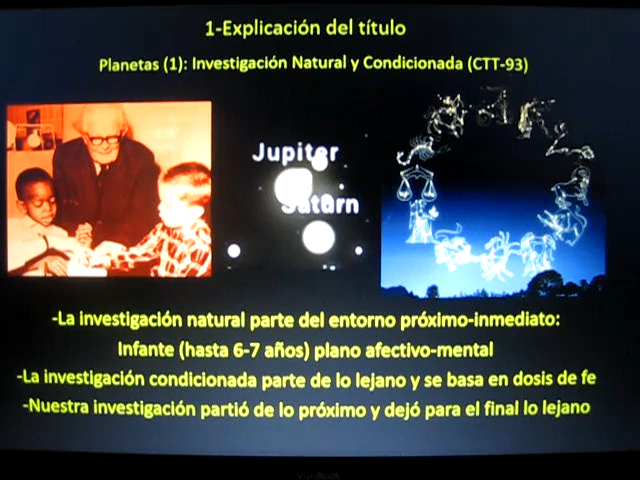 1-Explicación del título
Planetas (1): Investigación Natural y Condicionada (CTT-93)
Jupiter
Saturn
-La investigación natural parte del entorno próximo-inmediato:
Infante (hasta 6-7 años) plano afectivo-mental
-La investigación condicionada parte de lo lejano y se basa en dosis de fe
-Nuestra investigación partió de lo próximo y dejó para el final lo lejano